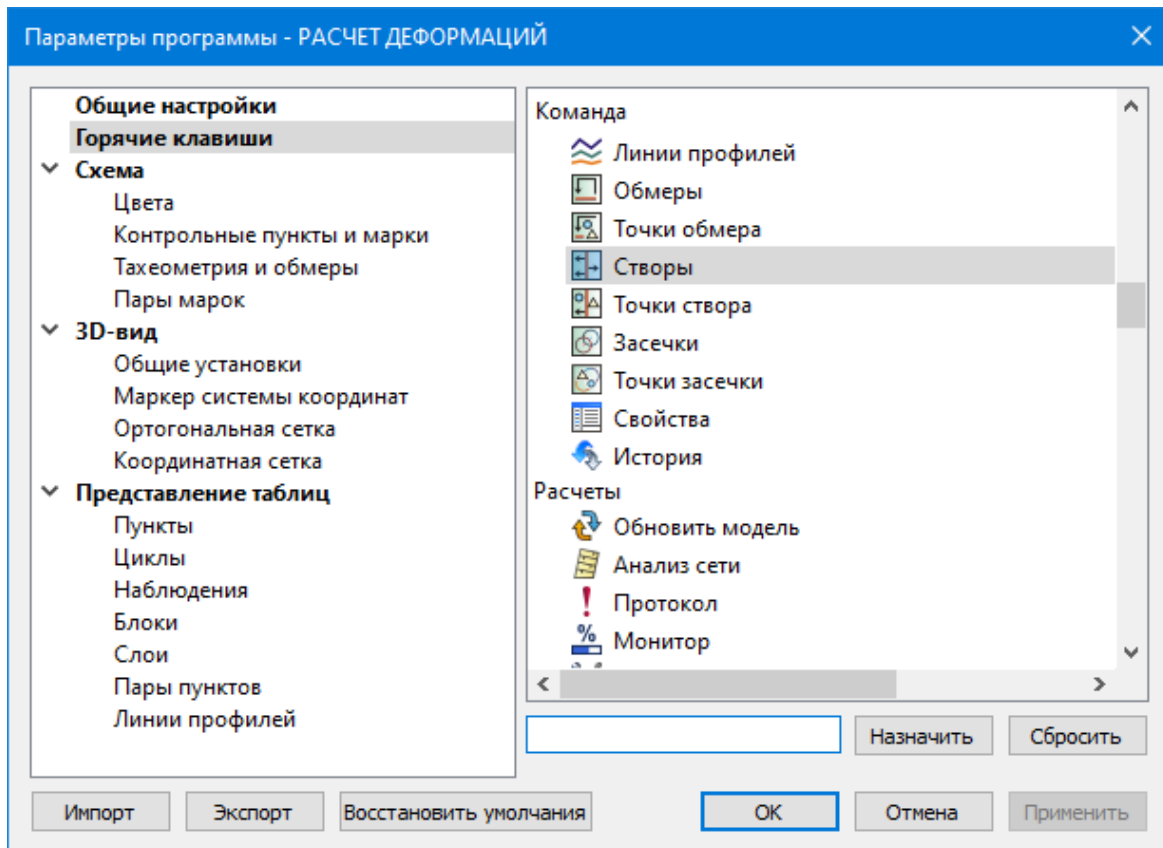 Параметры программы - РАСЧЕТ ДЕФОРМАЦИЙ
Общие настройки
Горячие клавиши
Схема
Цвета
Контрольные пункты и марки
Тахеометрия и обмеры
Пары марок
3D-вид
Общие установки
Маркер системы координат
Ортогональная сетка
Координатная сетка
Представление таблиц
Пункты
Циклы
Наблюдения
Блоки
Слои
Пары пунктов
Линии профилей
Команда
Линии профилей
Обмеры
Точки обмера
Створы
Точки створа
Засечки
Точки засечки
Свойства
История
Расчеты
Обновить модель
Анализ сети
Протокол
Монитор
Назначить
Сбросить
Импорт
Экспорт
Восстановить умолчания
ОК
Отмена
Применить